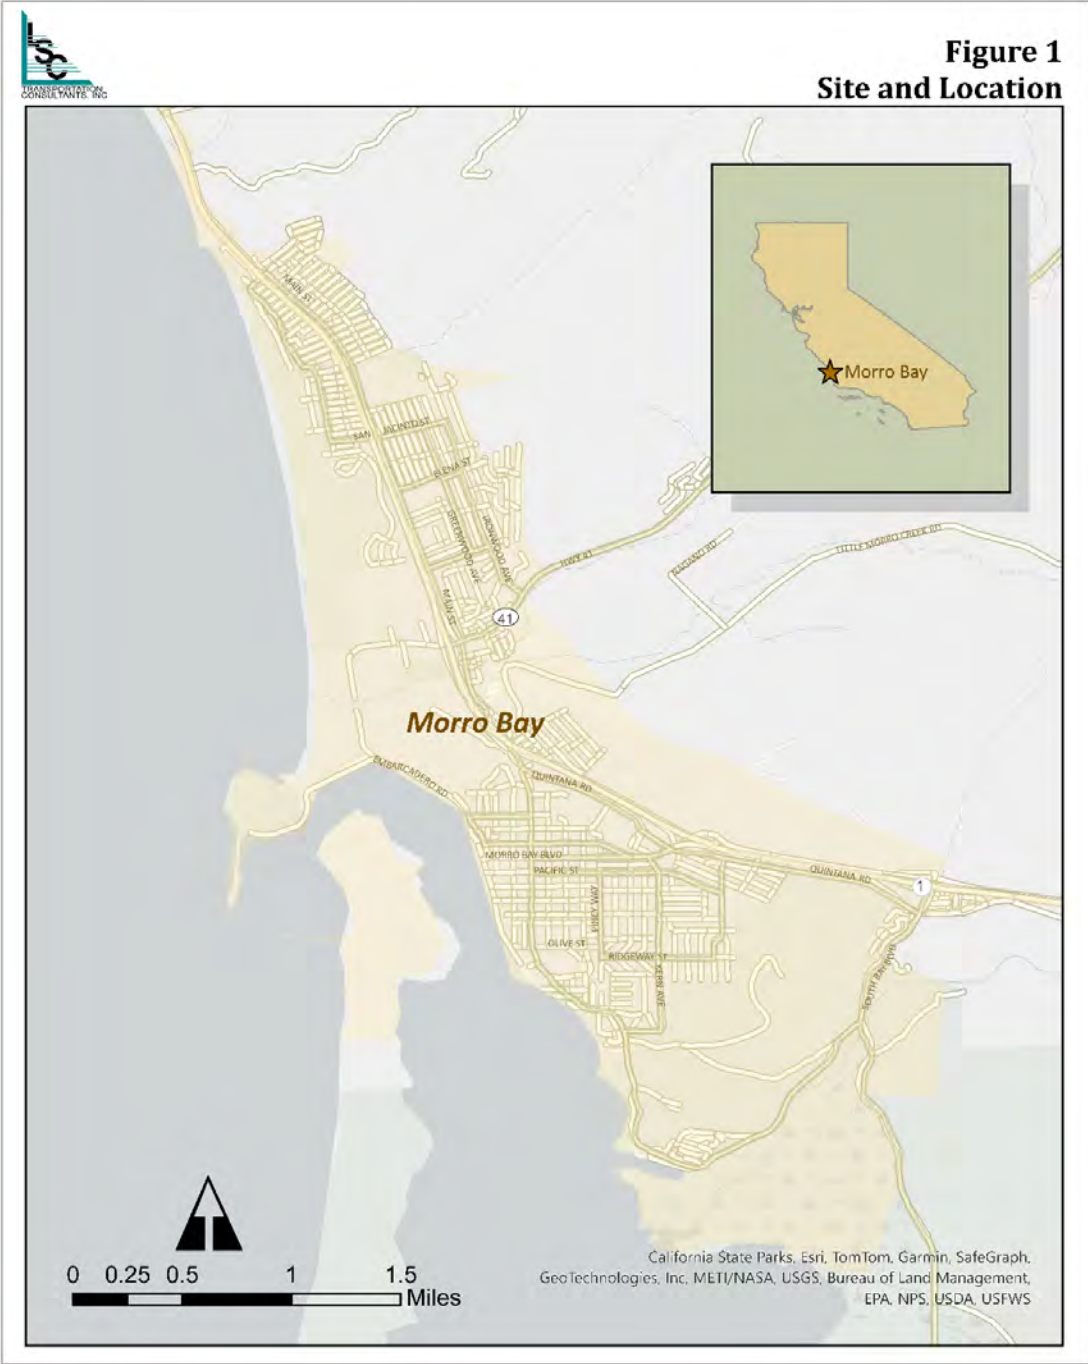 LSC
TRANSPORTATION
CONSULTANTS, INC
Figure 1
Site and Location
MAIN ST
Morro Bay
SAN JACINTO ST
ELENA ST
GREENWOOD AVE
IRONWOOD AVE
HWY 41
LITTLE MORRO CREEK RD
MAIN ST
41
Morro Bay
EMBARCADERO RD
QUINTANA RD
MORRO BAY BLVD
PACIFIC ST
QUINTANA RD
1
PINEY WAY
OLIVE ST
RIDGEWAY ST
KERN AVE
SOUTH BAY BLVD
0 0.25 0.5 1 1.5
Miles
California State Parks, Esri, TomTom, Garmin, SafeGraph,
GeoTechnologies, Inc, METI/NASA, USGS, Bureau of Land Management,
EPA, NPS, USDA, USFWS